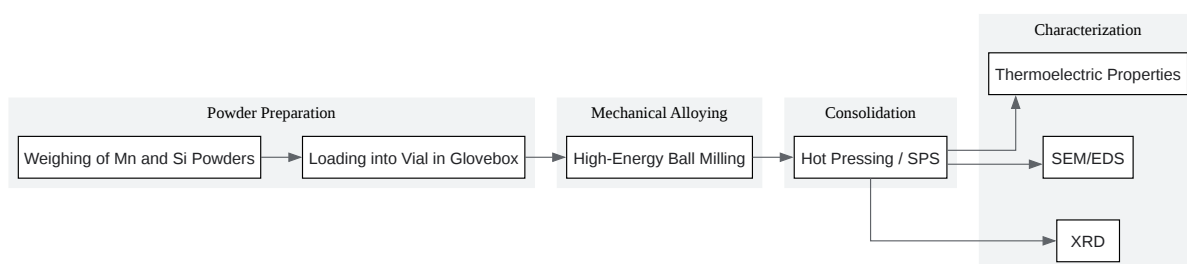 Powder Preparation
Weighing of Mn and Si Powders
Loading into Vial in Glovebox
Mechanical Alloying
High-Energy Ball Milling
Consolidation
Hot Pressing / SPS
Characterization
Thermoelectric Properties
SEM/EDS
XRD